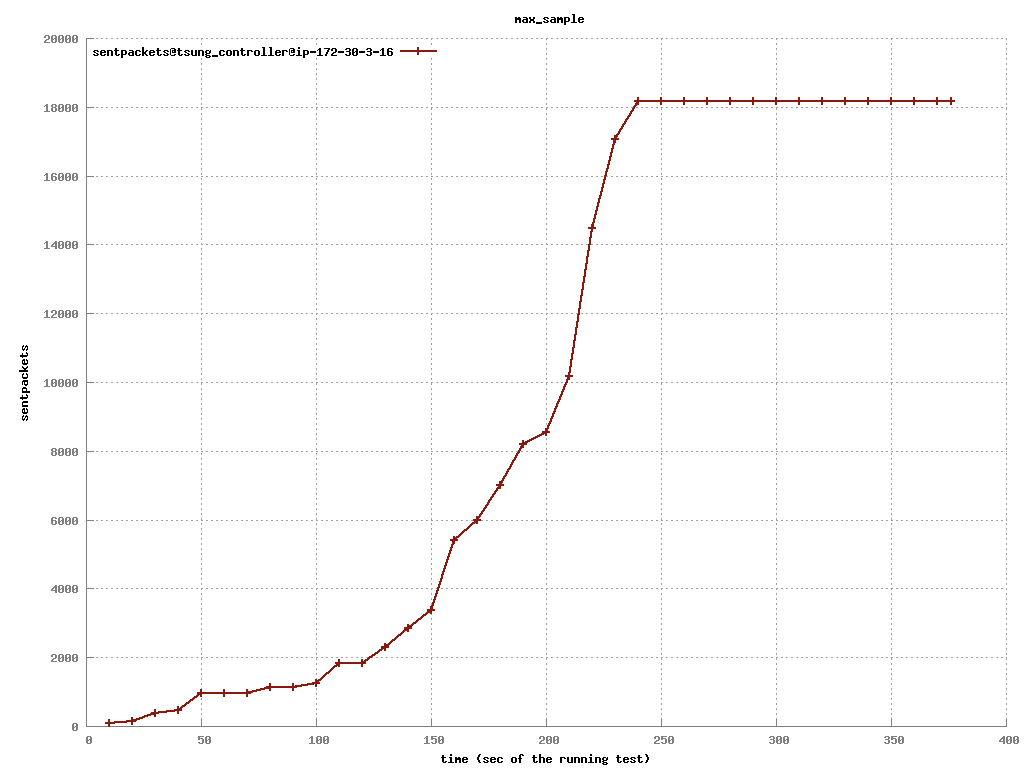 max_sample
20000
sentpackets@tsung_controller@ip-172-30-3-16
18000
16000
14000
12000
sentpackets
10000
8000
6000
4000
2000
0
0 50 100 150 200 250 300 350 400
time (sec of the running test)